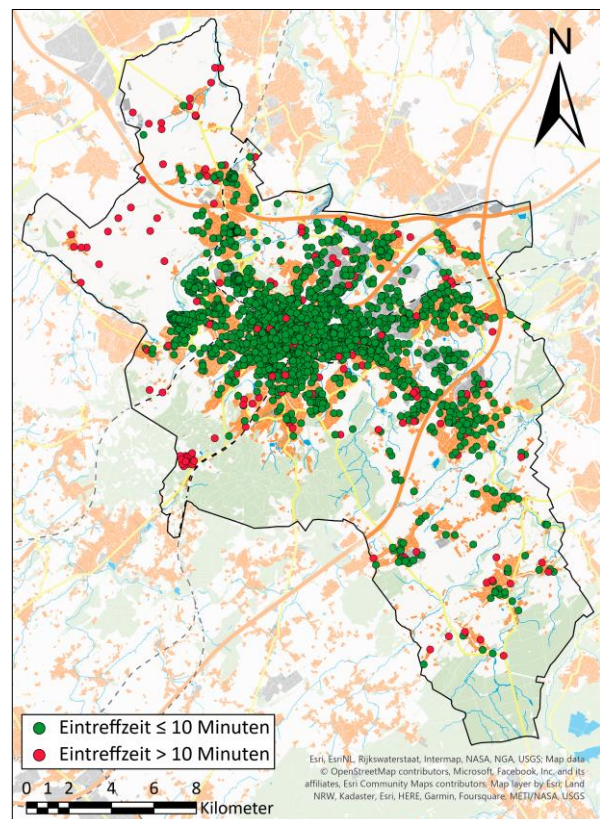 N
Eintreffzeit ≤ 10 Minuten
Eintreffzeit > 10 Minuten
0 2 4 6 8
Kilometer
Esri, EsriNL, Rijkswaterstaat, Intermap, NASA, NGA, USGS; Map data
© OpenStreetMap contributors, Microsoft, Facebook, Inc. and its
affiliates, Esri Community Maps contributors, Map layer by Esri; Land
NRW, Kadaster, Esri, HERE, Garmin, Foursquare, METI/NASA, USGS